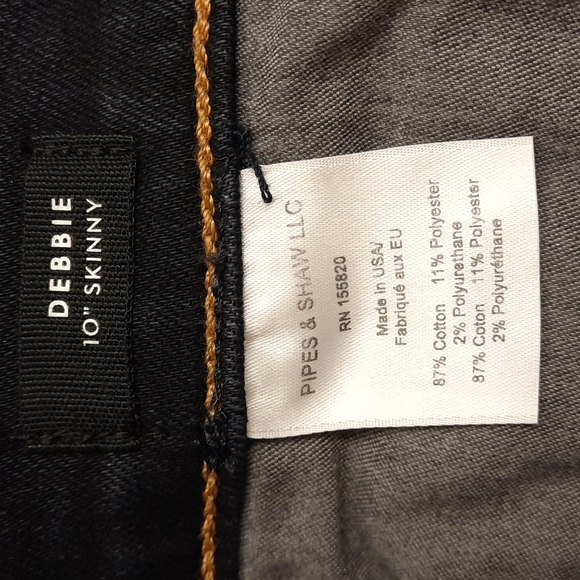 DEBBIE
10" SKINNY
PIPES & SHAW LLC
RN 155820
Made In USA/
Fabriqué aux EU
87% Cotton 11% Polyester
2% Polyurethane
87% Coton 11% Polyester
2% Polyuréthane